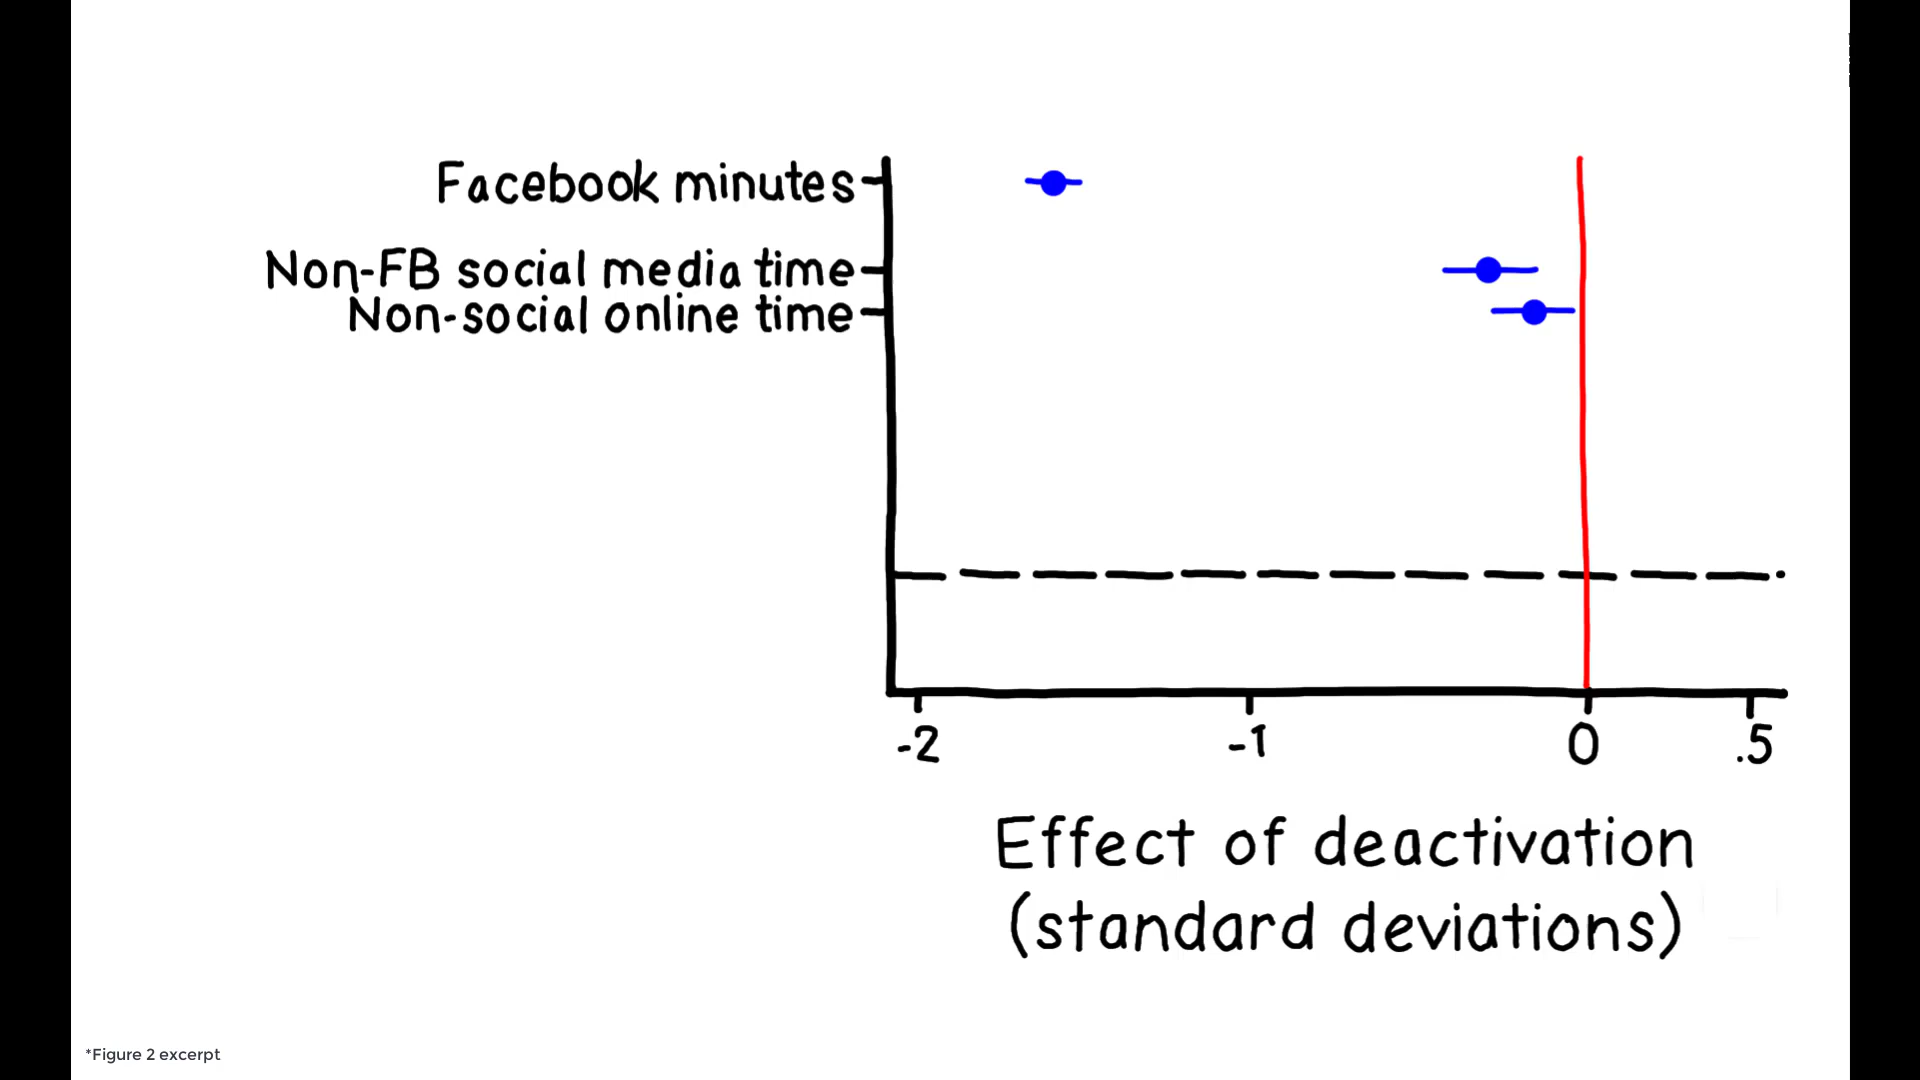 Facebook minutes
Non-FB social media time
Non-social online time
-2
-1
0
.5
Effect of deactivation
(standard deviations)
*Figure 2 excerpt